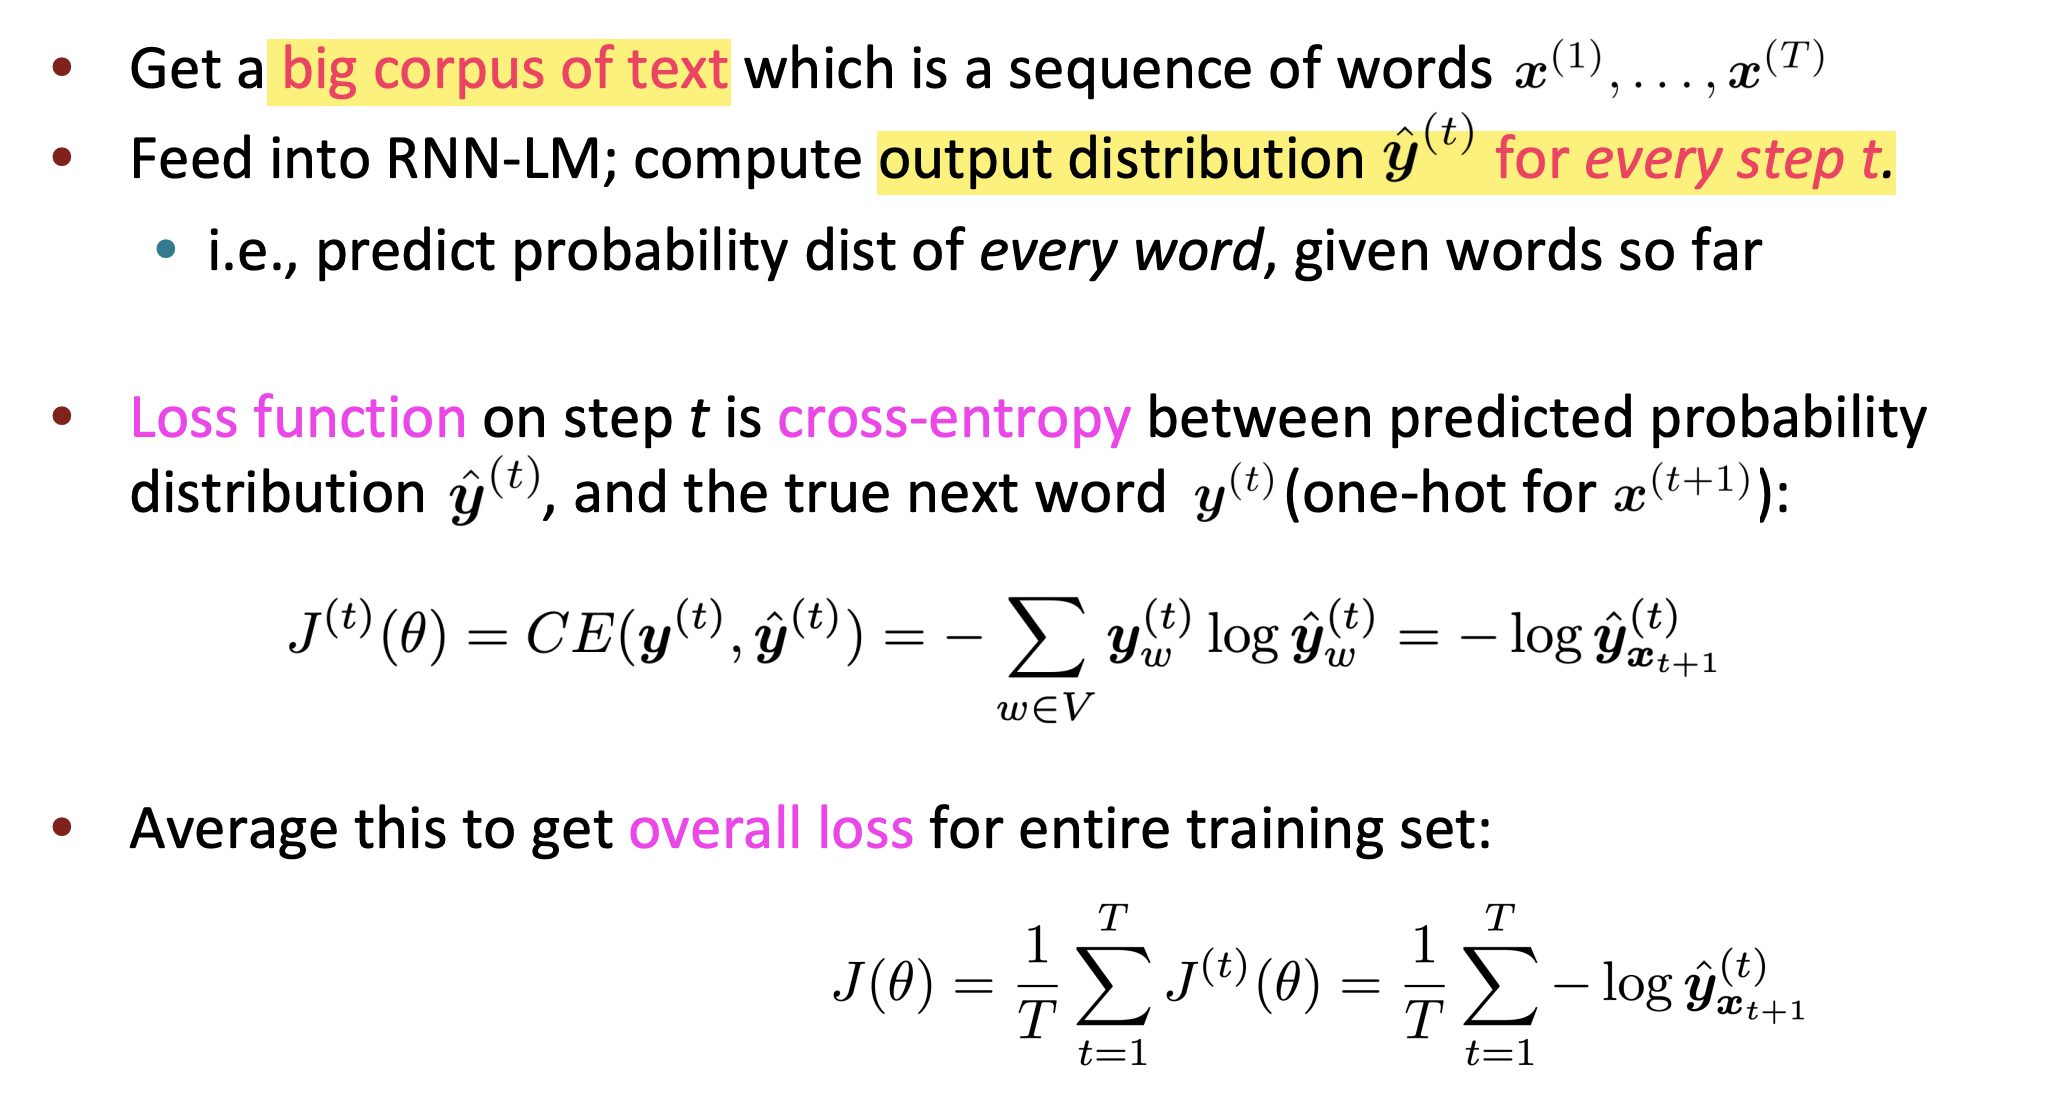 • Get a big corpus of text which is a sequence of words $\boldsymbol{x}^{(1)}, \ldots, \boldsymbol{x}^{(T)}$
• Feed into RNN-LM; compute output distribution $\hat{\boldsymbol{y}}^{(t)}$ for every step t.
• i.e., predict probability dist of every word, given words so far
• Loss function on step t is cross-entropy between predicted probability
distribution $\hat{\boldsymbol{y}}^{(t)}$, and the true next word $\boldsymbol{y}^{(t)}$ (one-hot for $\boldsymbol{x}^{(t+1)}$):
$J^{(t)}(\theta) = CE(\boldsymbol{y}^{(t)}, \hat{\boldsymbol{y}}^{(t)}) = -\sum_{w \in V} \boldsymbol{y}_w^{(t)} \log \hat{\boldsymbol{y}}_w^{(t)} = -\log \hat{\boldsymbol{y}}_{\boldsymbol{x}_{t+1}}^{(t)}$
• Average this to get overall loss for entire training set:
$J(\theta) = \frac{1}{T} \sum_{t=1}^{T} J^{(t)}(\theta) = \frac{1}{T} \sum_{t=1}^{T} -\log \hat{\boldsymbol{y}}_{\boldsymbol{x}_{t+1}}^{(t)}$